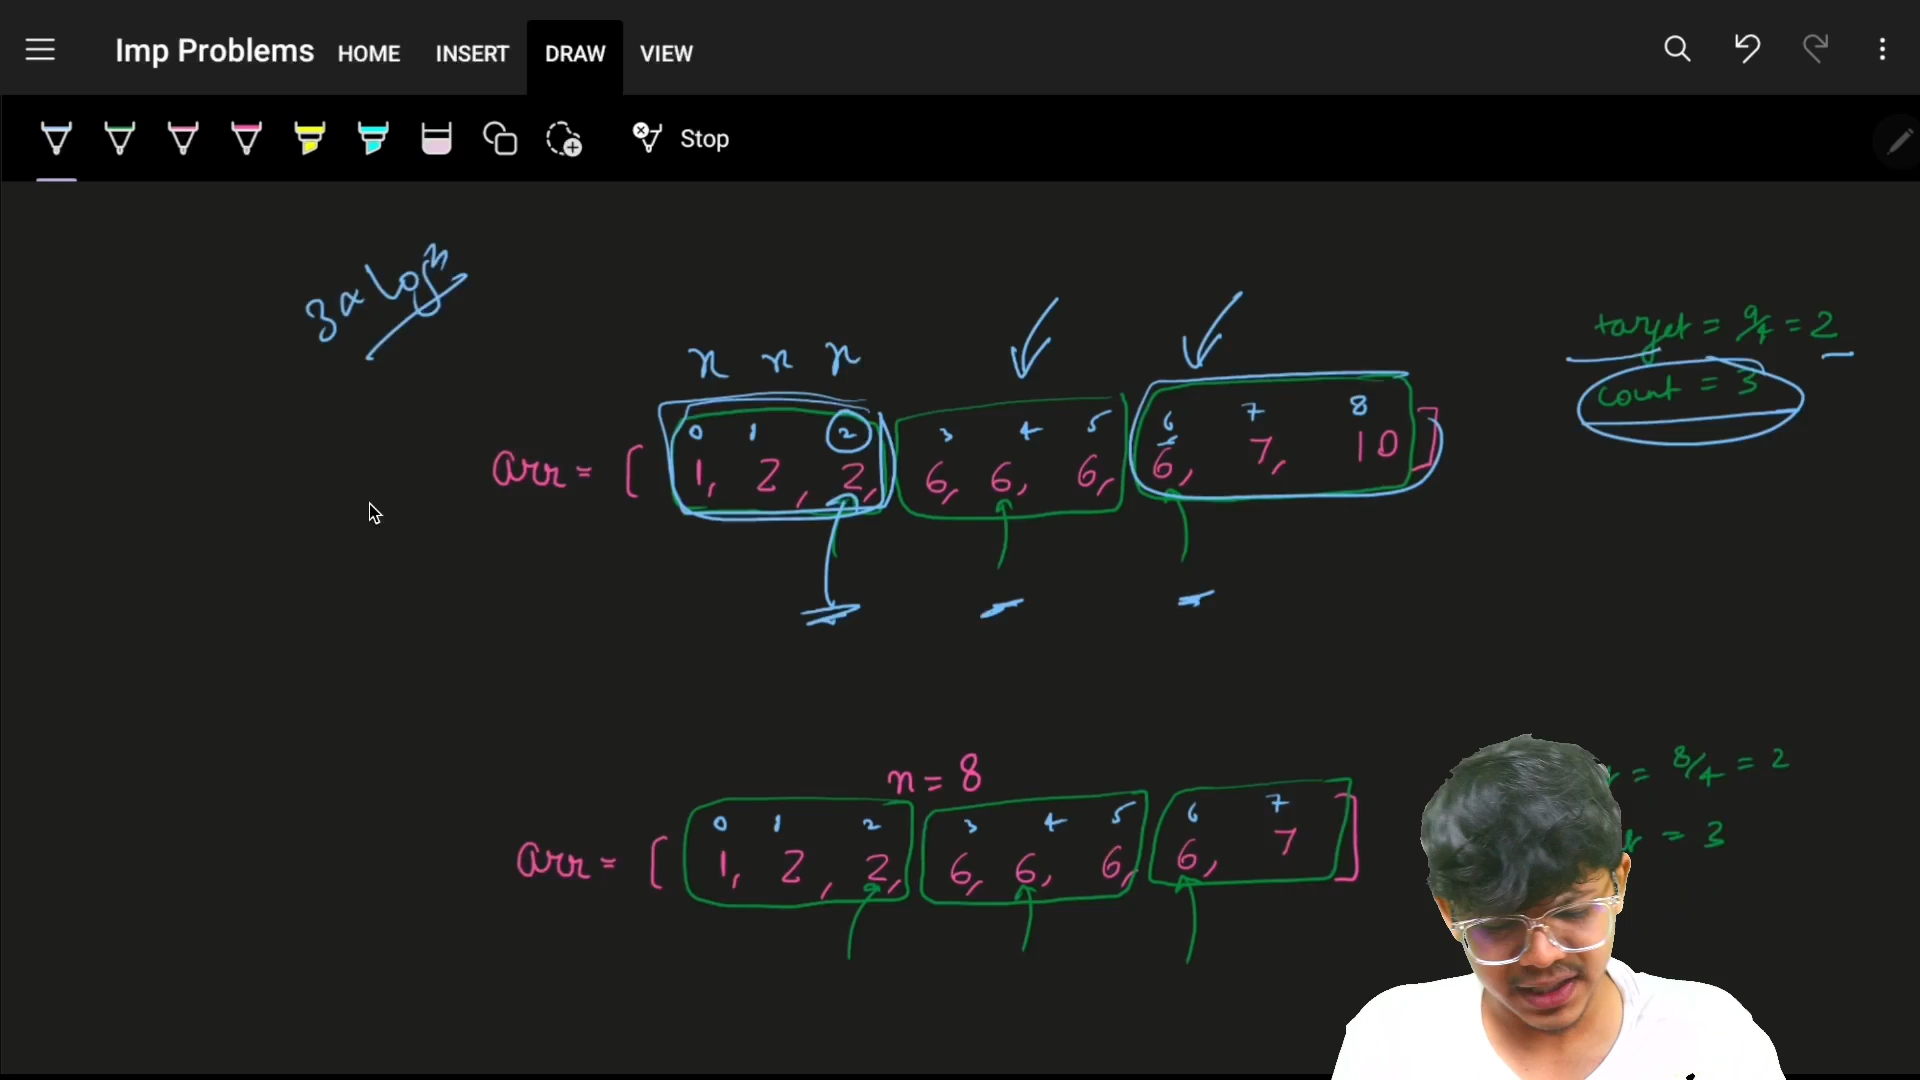 Imp Problems HOME INSERT DRAW VIEW
Stop
3 * log n
target = 9/4 = 2
count = 3
x x x
0 1 2 3 4 5 6 7 8
arr = [ 1, 2, 2, 6, 6, 6, 6, 7, 10 ]
n = 8
= 8/4 = 2
0 1 2 3 4 5 6 7
arr = [ 1, 2, 2, 6, 6, 6, 6, 7 ]
= 3